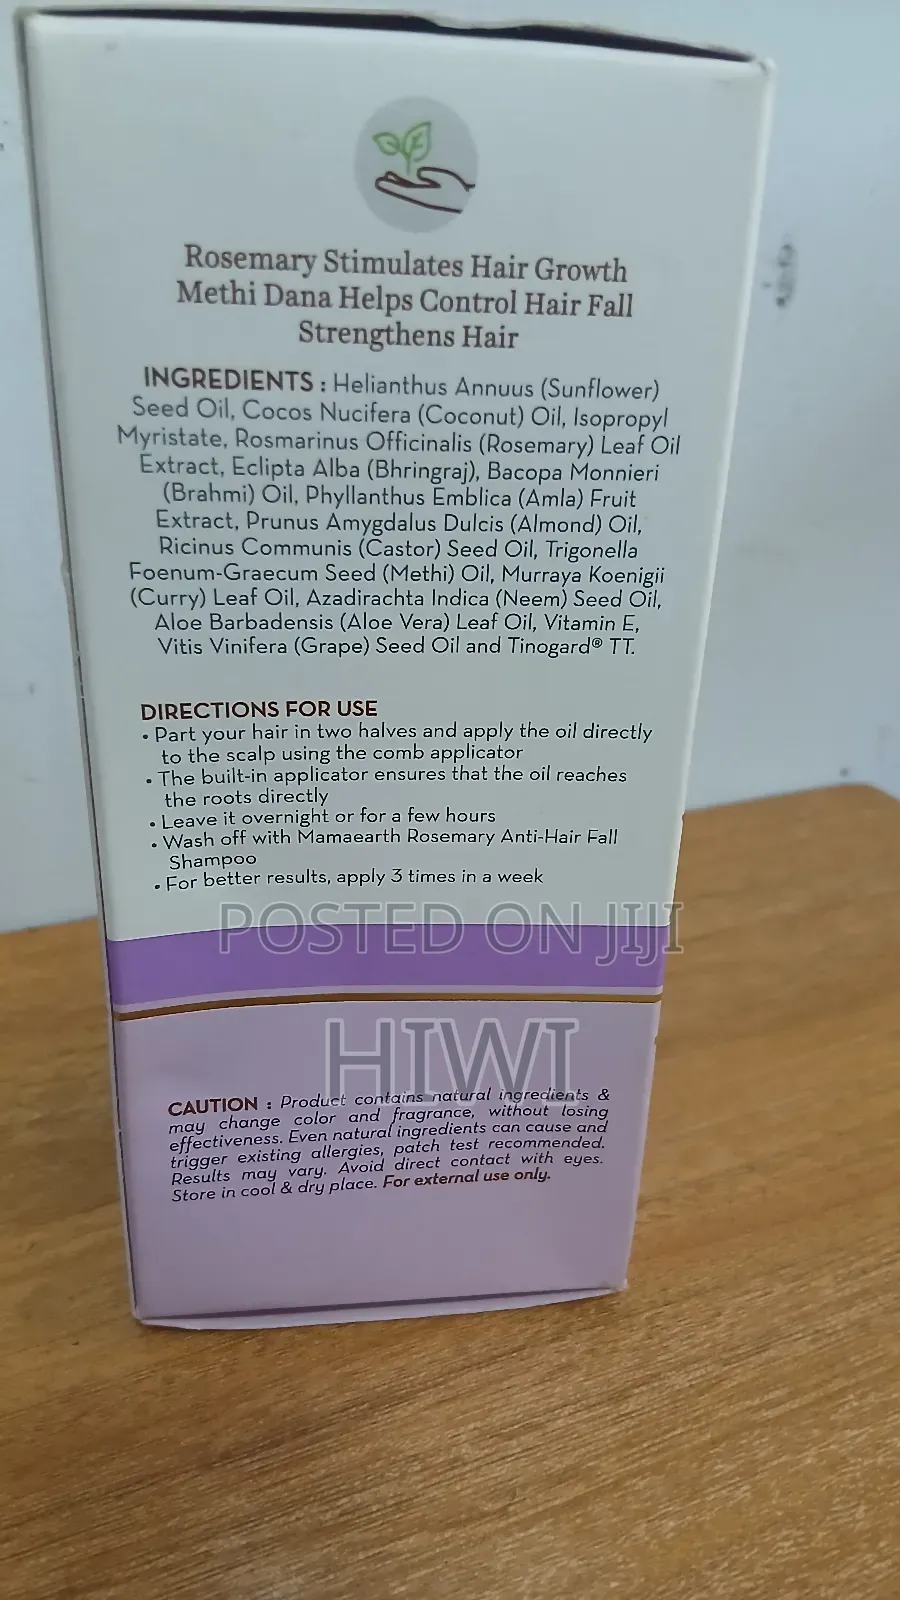 Rosemary Stimulates Hair Growth
Methi Dana Helps Control Hair Fall
Strengthens Hair
INGREDIENTS : Helianthus Annuus (Sunflower)
Seed Oil, Cocos Nucifera (Coconut) Oil, Isopropyl
Myristate, Rosmarinus Officinalis (Rosemary) Leaf Oil
Extract, Eclipta Alba (Bhringraj), Bacopa Monnieri
(Brahmi) Oil, Phyllanthus Emblica (Amla) Fruit
Extract, Prunus Amygdalus Dulcis (Almond) Oil,
Ricinus Communis (Castor) Seed Oil, Trigonella
Foenum-Graecum Seed (Methi) Oil, Murraya Koenigii
(Curry) Leaf Oil, Azadirachta Indica (Neem) Seed Oil,
Aloe Barbadensis (Aloe Vera) Leaf Oil, Vitamin E,
Vitis Vinifera (Grape) Seed Oil and Tinogard® TT.
DIRECTIONS FOR USE
• Part your hair in two halves and apply the oil directly
to the scalp using the comb applicator
• The built-in applicator ensures that the oil reaches
the roots directly
• Leave it overnight or for a few hours
• Wash off with Mamaearth Rosemary Anti-Hair Fall
Shampoo
• For better results, apply 3 times in a week
POSTED ON JIJI
HIWI
CAUTION : Product contains natural ingredients &
may change color and fragrance, without losing
effectiveness. Even natural ingredients can cause and
trigger existing allergies, patch test recommended.
Results may vary. Avoid direct contact with eyes.
Store in cool & dry place. For external use only.